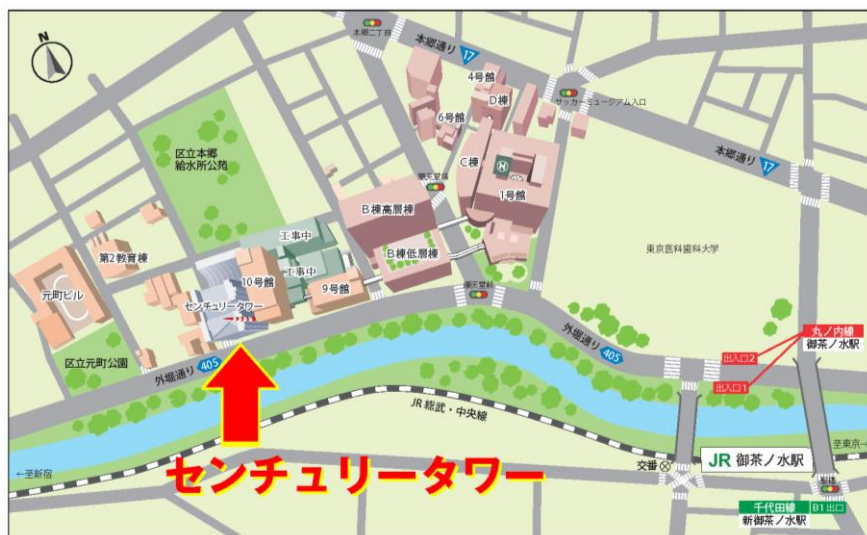 N
本郷二丁目
本郷通り
17
4号館
D棟
6号館
サッカーミュージアム入口
C棟
本郷通り
17
区立本郷
給水所公苑
1号館
B棟高層棟
東京医科歯科大学
工事中
第2教育棟
B棟低層棟
10号館
工事中
元町ビル
9号館
センチュリータワー
順天堂前
丸ノ内線
御茶ノ水駅
出入口2
外堀通り
405
区立元町公園
外堀通り
405
出入口1
JR 総武・中央線
センチュリータワー
←至新宿
交番
JR 御茶ノ水駅
至東京→
聖橋
千代田線
B1出口
新御茶ノ水駅